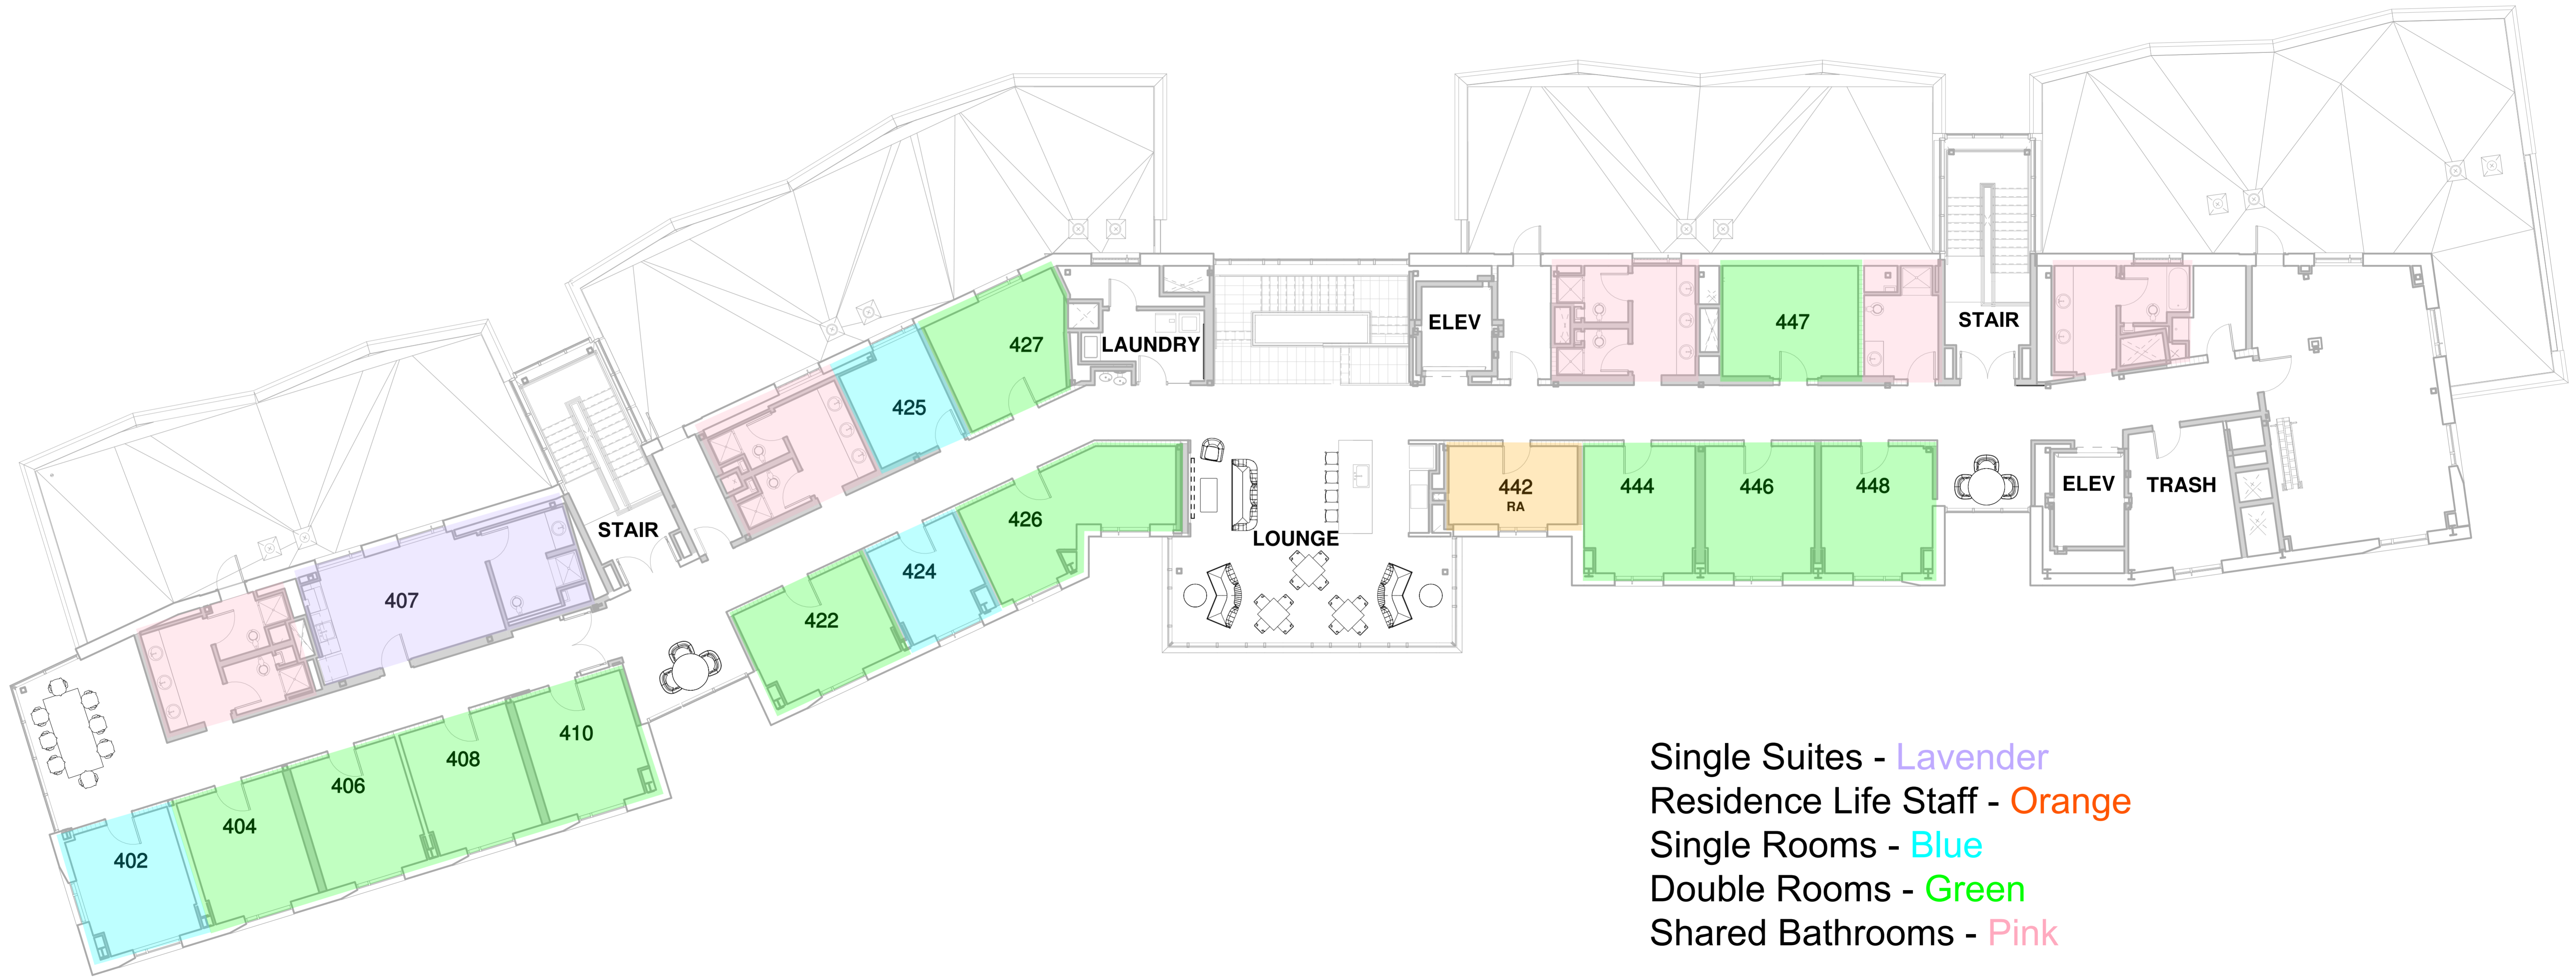 427
425
LAUNDRY
ELEV
447
STAIR
STAIR
407
422
424
426
LOUNGE
442
RA
444
446
448
ELEV
TRASH
402
404
406
408
410
Single Suites - Lavender
Residence Life Staff - Orange
Single Rooms - Blue
Double Rooms - Green
Shared Bathrooms - Pink